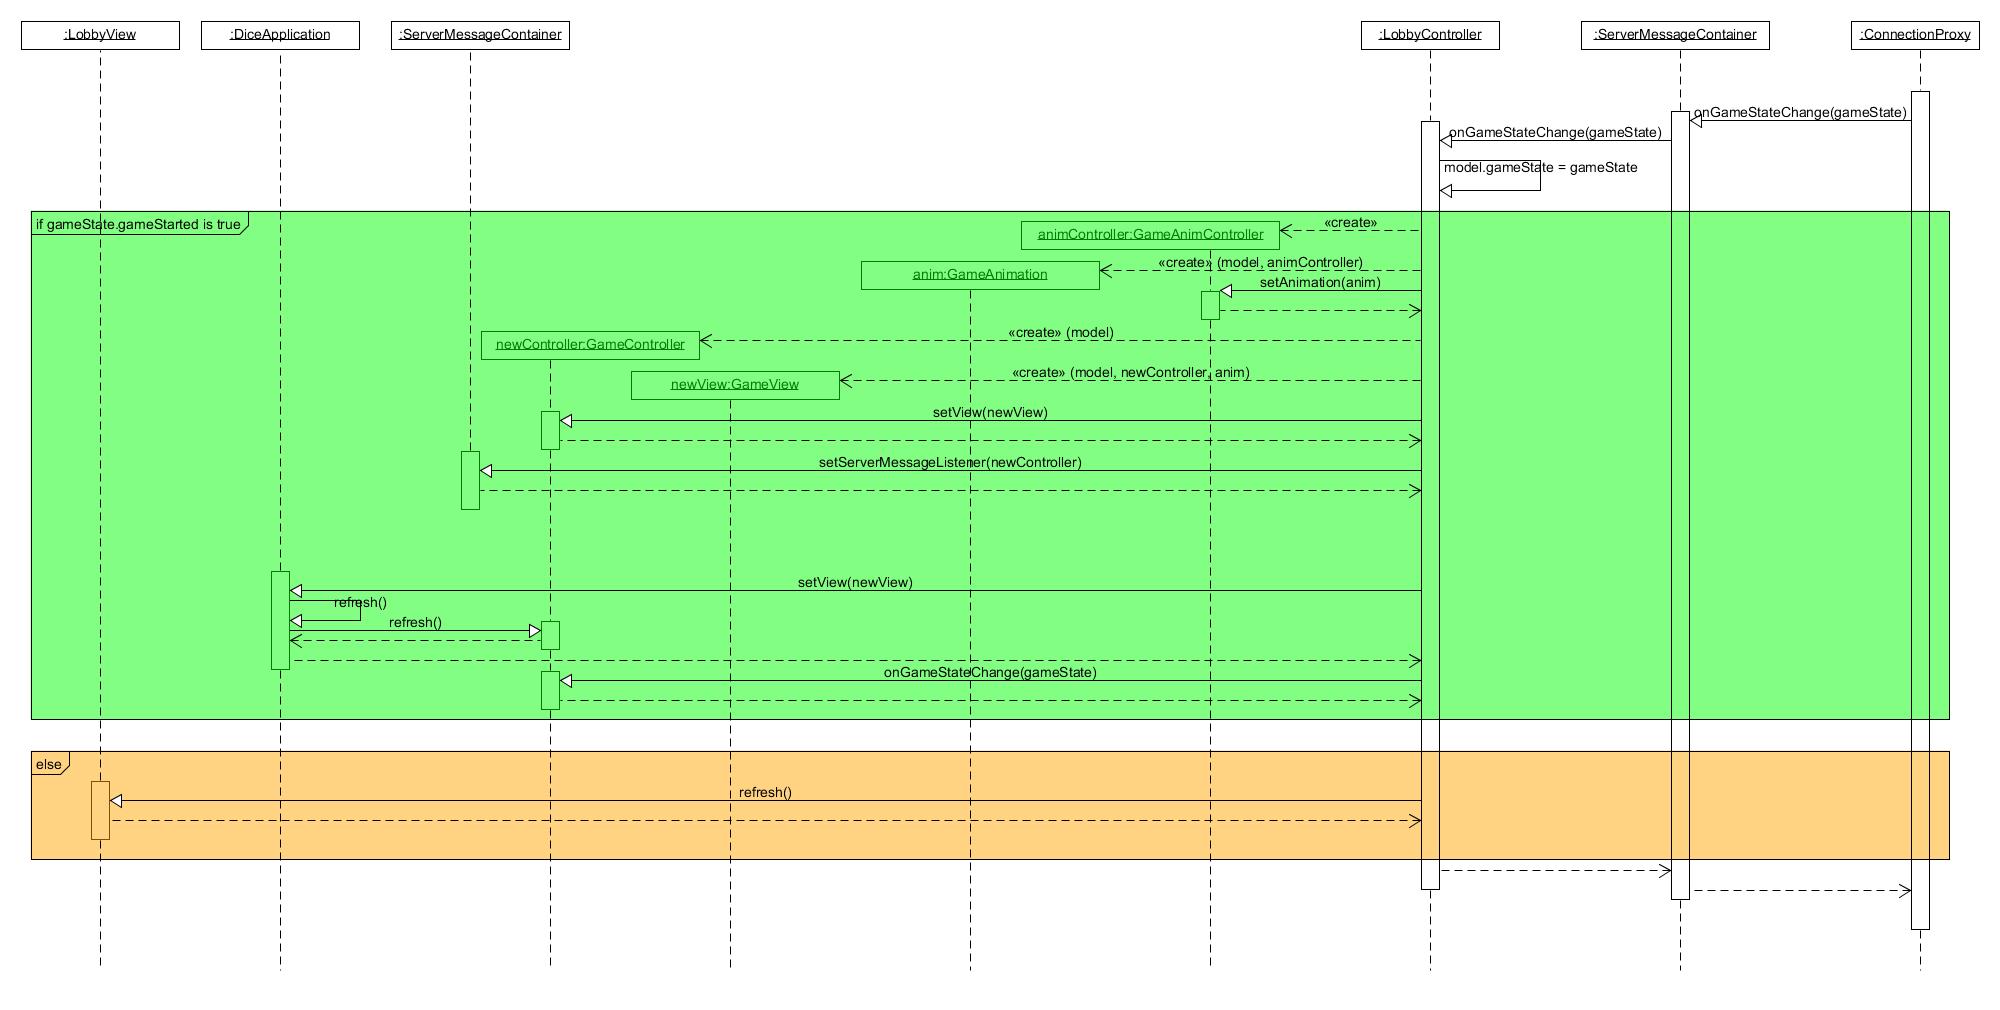 :LobbyView
:DiceApplication
:ServerMessageContainer
:LobbyController
:ServerMessageContainer
:ConnectionProxy
onGameStateChange(gameState)
onGameStateChange(gameState)
model.gameState = gameState
if gameState.gameStarted is true
«create»
animController:GameAnimController
«create» (model, animController)
anim:GameAnimation
setAnimation(anim)
«create» (model)
newController:GameController
«create» (model, newController, anim)
newView:GameView
setView(newView)
setServerMessageListener(newController)
setView(newView)
refresh()
refresh()
onGameStateChange(gameState)
else
refresh()